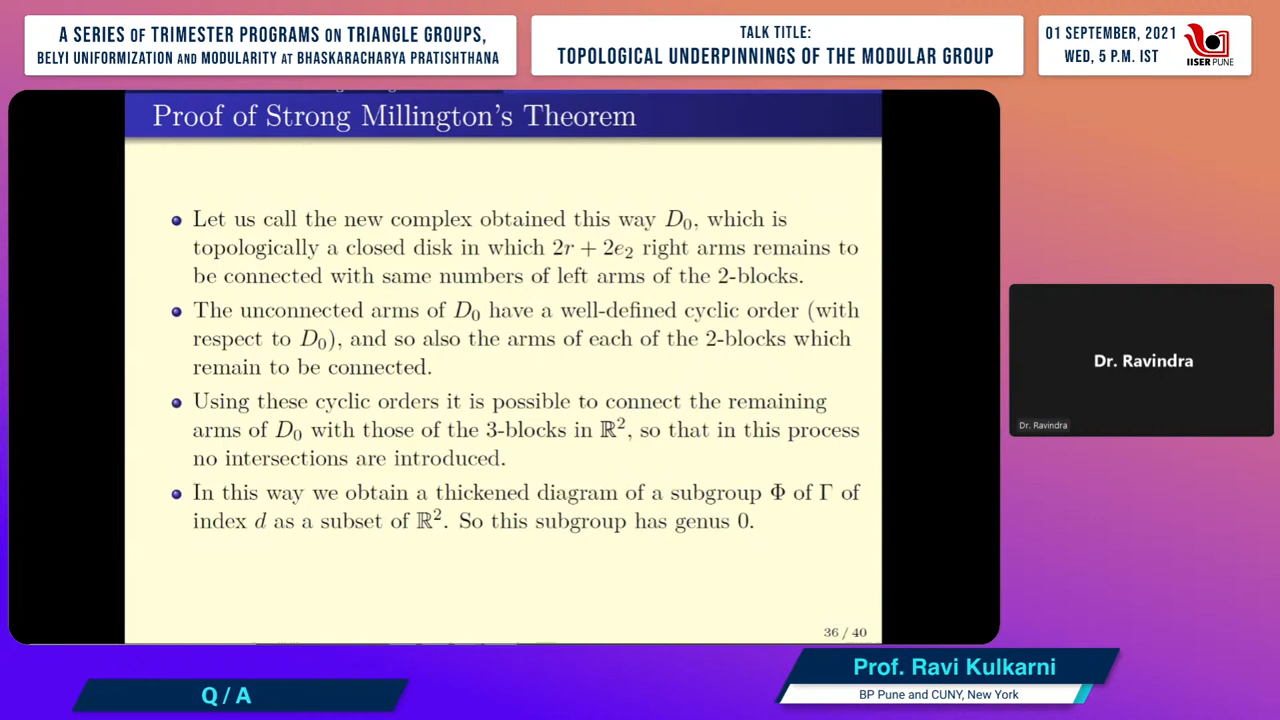 A SERIES OF TRIMESTER PROGRAMS ON TRIANGLE GROUPS,
BELYI UNIFORMIZATION AND MODULARITY AT BHASKARACHARYA PRATISHTHANA
TALK TITLE:
TOPOLOGICAL UNDERPINNINGS OF THE MODULAR GROUP
01 SEPTEMBER, 2021
WED, 5 P.M. IST
IISER PUNE
Proof of Strong Millington's Theorem
Let us call the new complex obtained this way D₀, which is
topologically a closed disk in which 2r + 2e₂ right arms remains to
be connected with same numbers of left arms of the 2-blocks.
The unconnected arms of D₀ have a well-defined cyclic order (with
respect to D₀), and so also the arms of each of the 2-blocks which
remain to be connected.
Using these cyclic orders it is possible to connect the remaining
arms of D₀ with those of the 3-blocks in ℝ², so that in this process
no intersections are introduced.
In this way we obtain a thickened diagram of a subgroup Φ of Γ of
index d as a subset of ℝ². So this subgroup has genus 0.
36 / 40
Dr. Ravindra
Dr. Ravindra
Q / A
Prof. Ravi Kulkarni
BP Pune and CUNY, New York